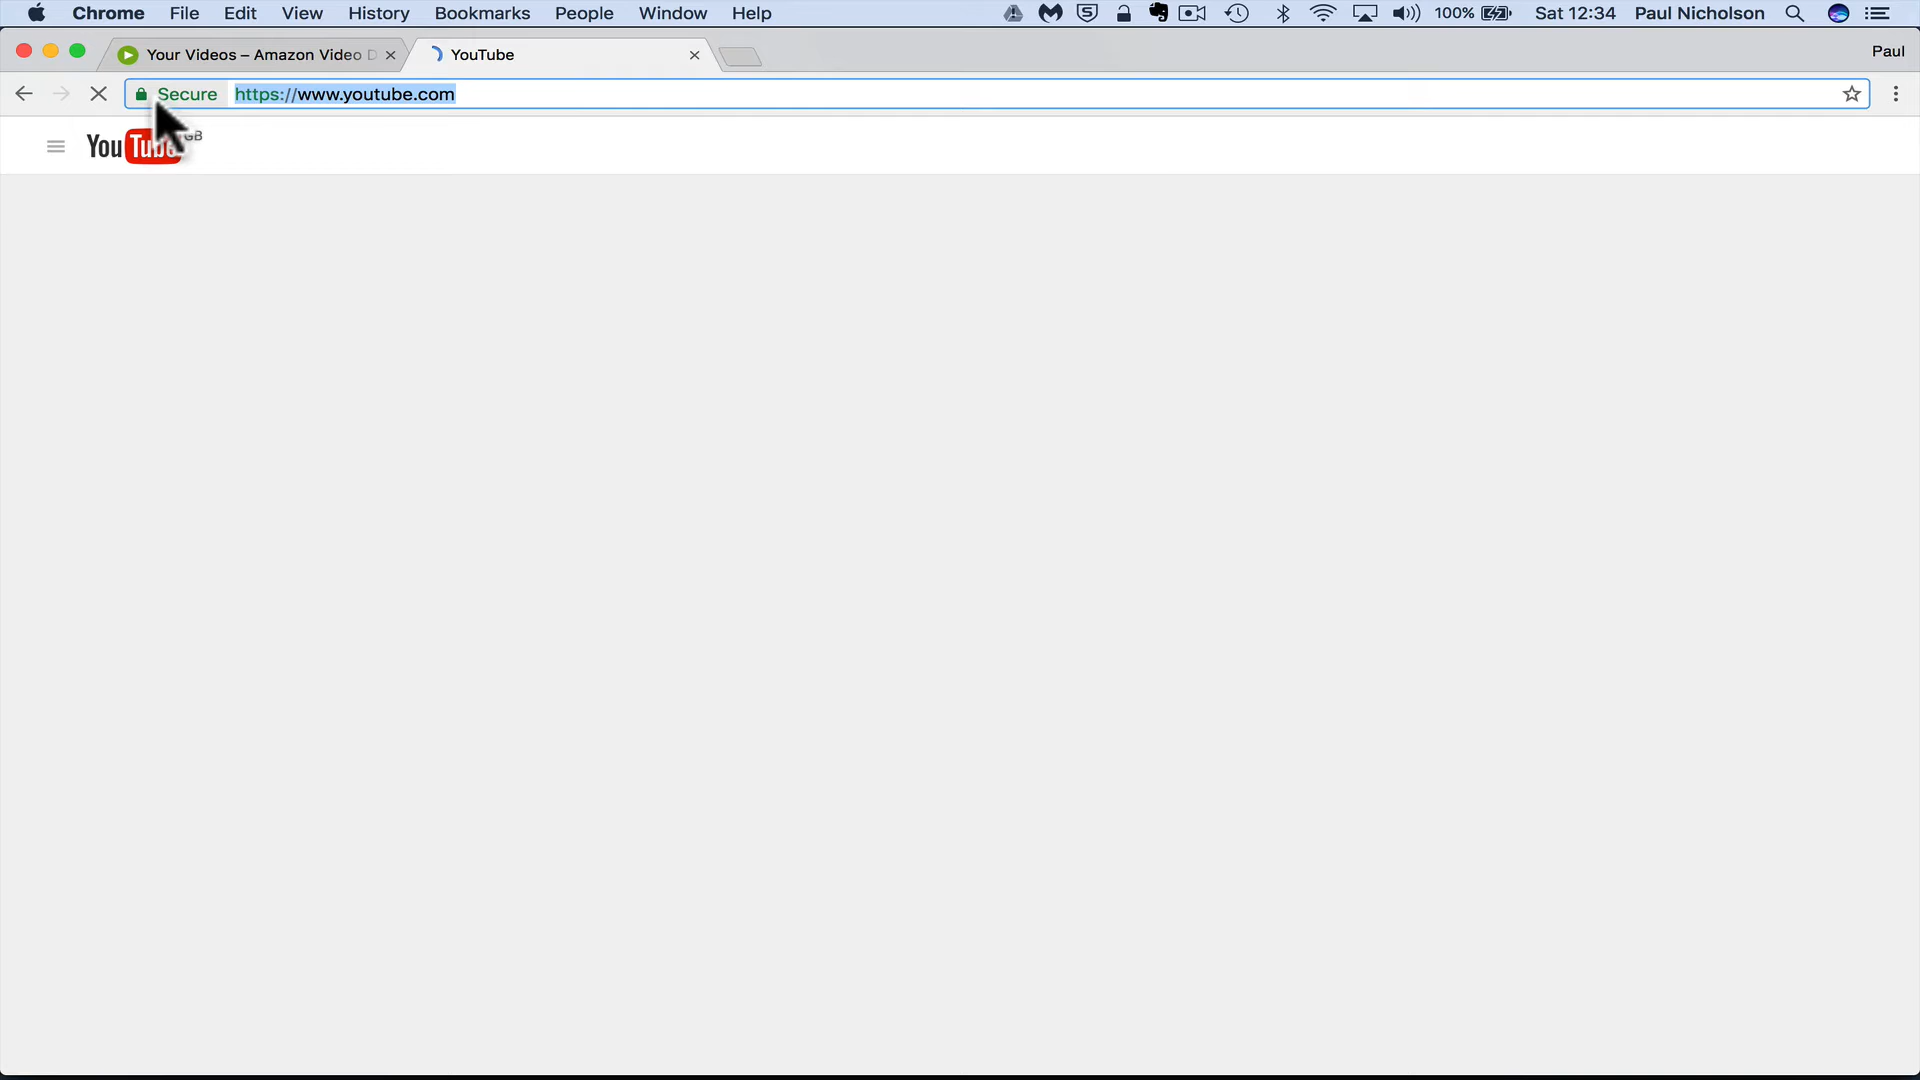 Chrome File Edit View History Bookmarks People Window Help 100% Sat 12:34 Paul Nicholson
Your Videos – Amazon Video D YouTube Paul
Secure https://www.youtube.com
YouTube GB